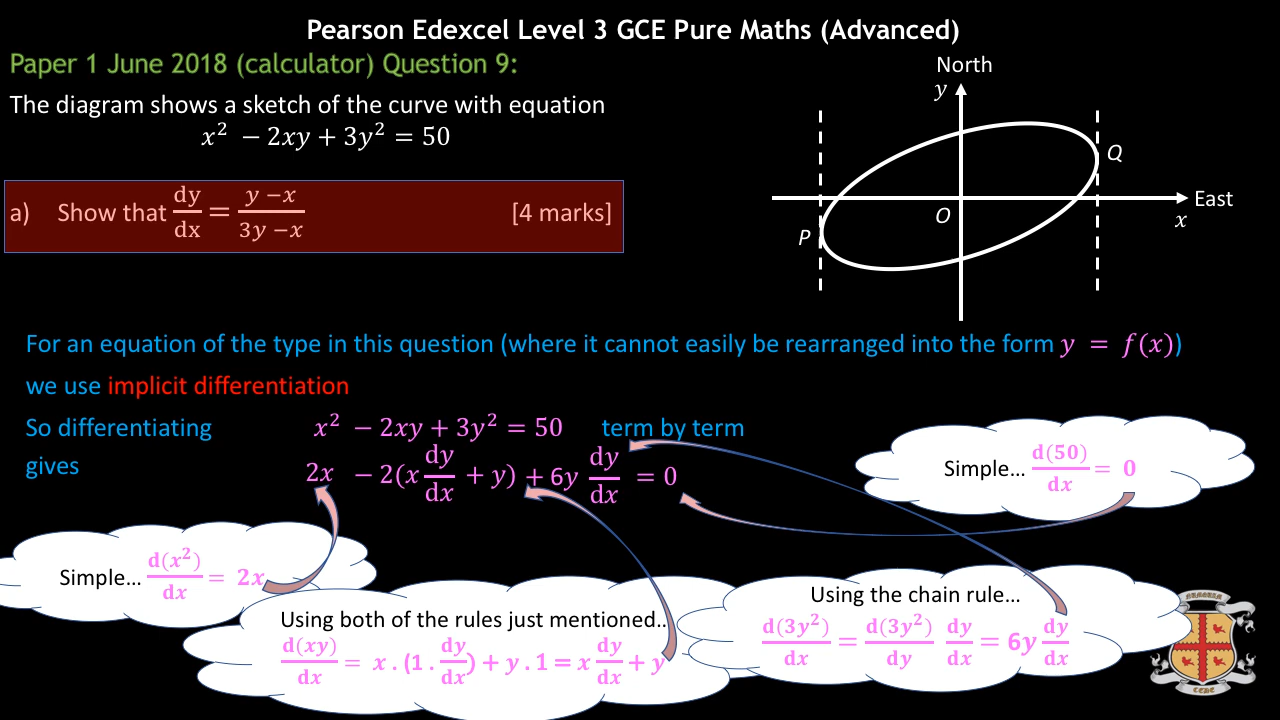 Pearson Edexcel Level 3 GCE Pure Maths (Advanced)
Paper 1 June 2018 (calculator) Question 9:
The diagram shows a sketch of the curve with equation
x² − 2xy + 3y² = 50
a) Show that dy/dx = (y − x)/(3y − x) [4 marks]
North
y
Q
East
O
x
P
For an equation of the type in this question (where it cannot easily be rearranged into the form y = f(x))
we use implicit differentiation
So differentiating x² − 2xy + 3y² = 50 term by term
gives 2x − 2(x dy/dx + y) + 6y dy/dx = 0
Simple... d(50)/dx = 0
Simple... d(x²)/dx = 2x
Using both of the rules just mentioned..
d(xy)/dx = x . (1 . dy/dx) + y . 1 = x dy/dx + y
Using the chain rule...
d(3y²)/dx = d(3y²)/dy dy/dx = 6y dy/dx
CEDE